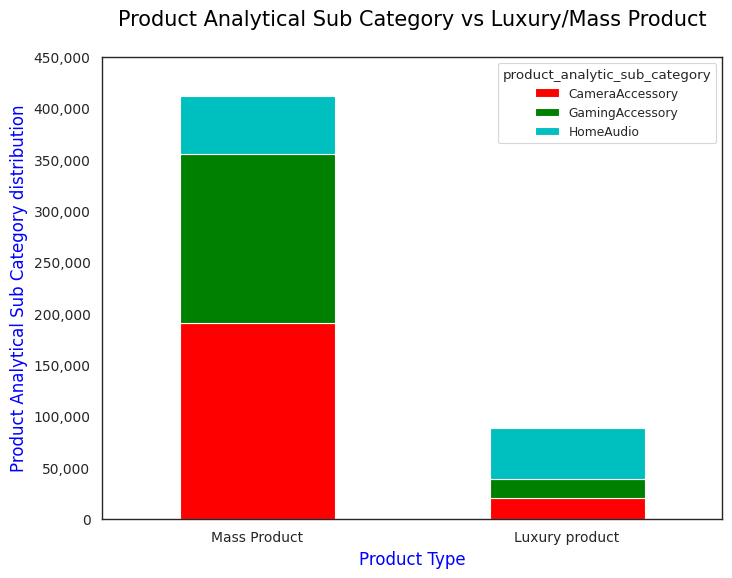 Product Analytical Sub Category vs Luxury/Mass Product
product_analytic_sub_category
CameraAccessory
GamingAccessory
HomeAudio
Product Analytical Sub Category distribution
450,000
400,000
350,000
300,000
250,000
200,000
150,000
100,000
50,000
0
Mass Product
Luxury product
Product Type